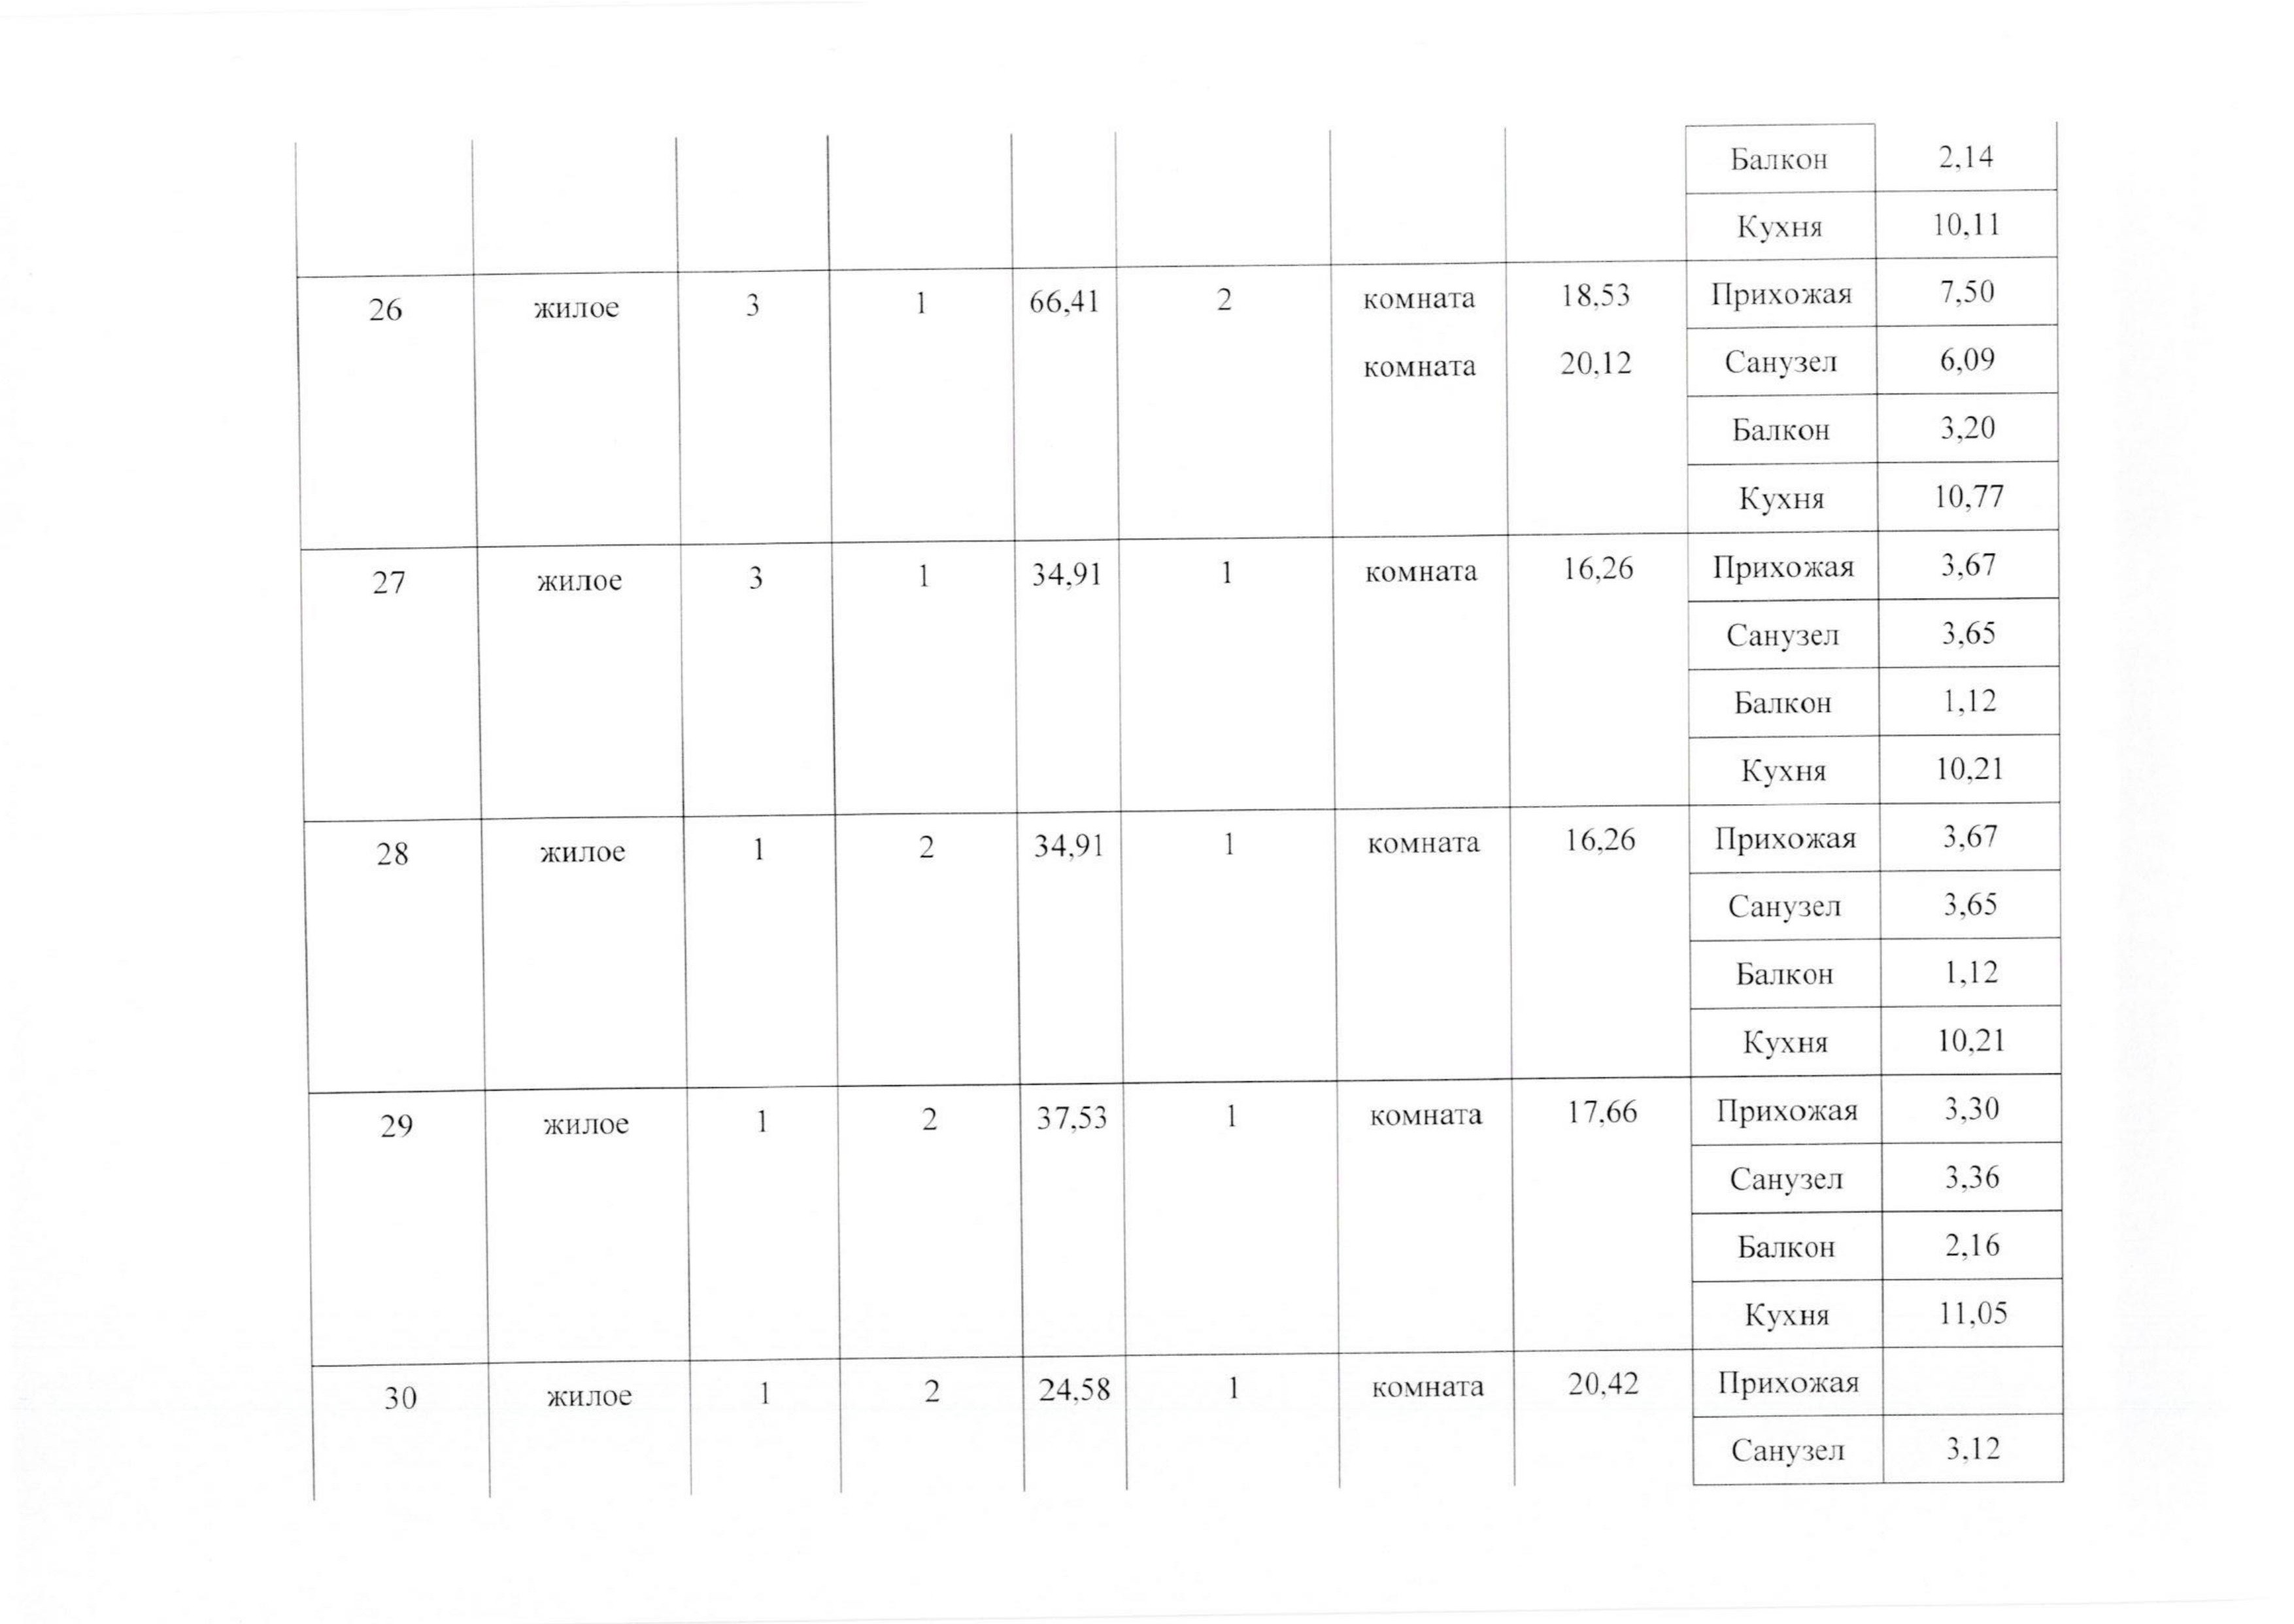 Балкон 2,14
Кухня 10,11
26 жилое 3 1 66,41 2 комната 18,53 Прихожая 7,50
комната 20,12 Санузел 6,09
Балкон 3,20
Кухня 10,77
27 жилое 3 1 34,91 1 комната 16,26 Прихожая 3,67
Санузел 3,65
Балкон 1,12
Кухня 10,21
28 жилое 1 2 34,91 1 комната 16,26 Прихожая 3,67
Санузел 3,65
Балкон 1,12
Кухня 10,21
29 жилое 1 2 37,53 1 комната 17,66 Прихожая 3,30
Санузел 3,36
Балкон 2,16
Кухня 11,05
30 жилое 1 2 24,58 1 комната 20,42 Прихожая
Санузел 3,12